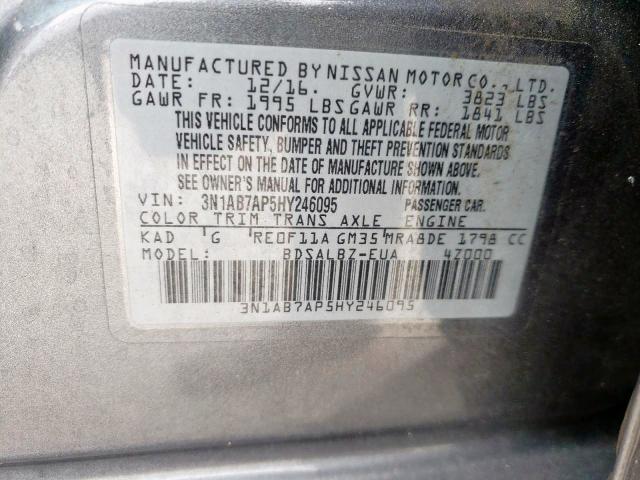 MANUFACTURED BY NISSAN MOTOR CO., LTD.
DATE: 12/16. GVWR: 3823 LBS
GAWR FR: 1995 LBS GAWR RR: 1841 LBS
THIS VEHICLE CONFORMS TO ALL APPLICABLE FEDERAL MOTOR
VEHICLE SAFETY, BUMPER AND THEFT PREVENTION STANDARDS
IN EFFECT ON THE DATE OF MANUFACTURE SHOWN ABOVE.
SEE OWNER'S MANUAL FOR ADDITIONAL INFORMATION.
VIN: 3N1AB7AP5HY246095 PASSENGER CAR.
COLOR TRIM TRANS AXLE ENGINE
KAD G RE0F11A GM35 MRA8DE 1798 CC
MODEL: BDSALBZ-EUA 4Z000
3N1AB7AP5HY246095